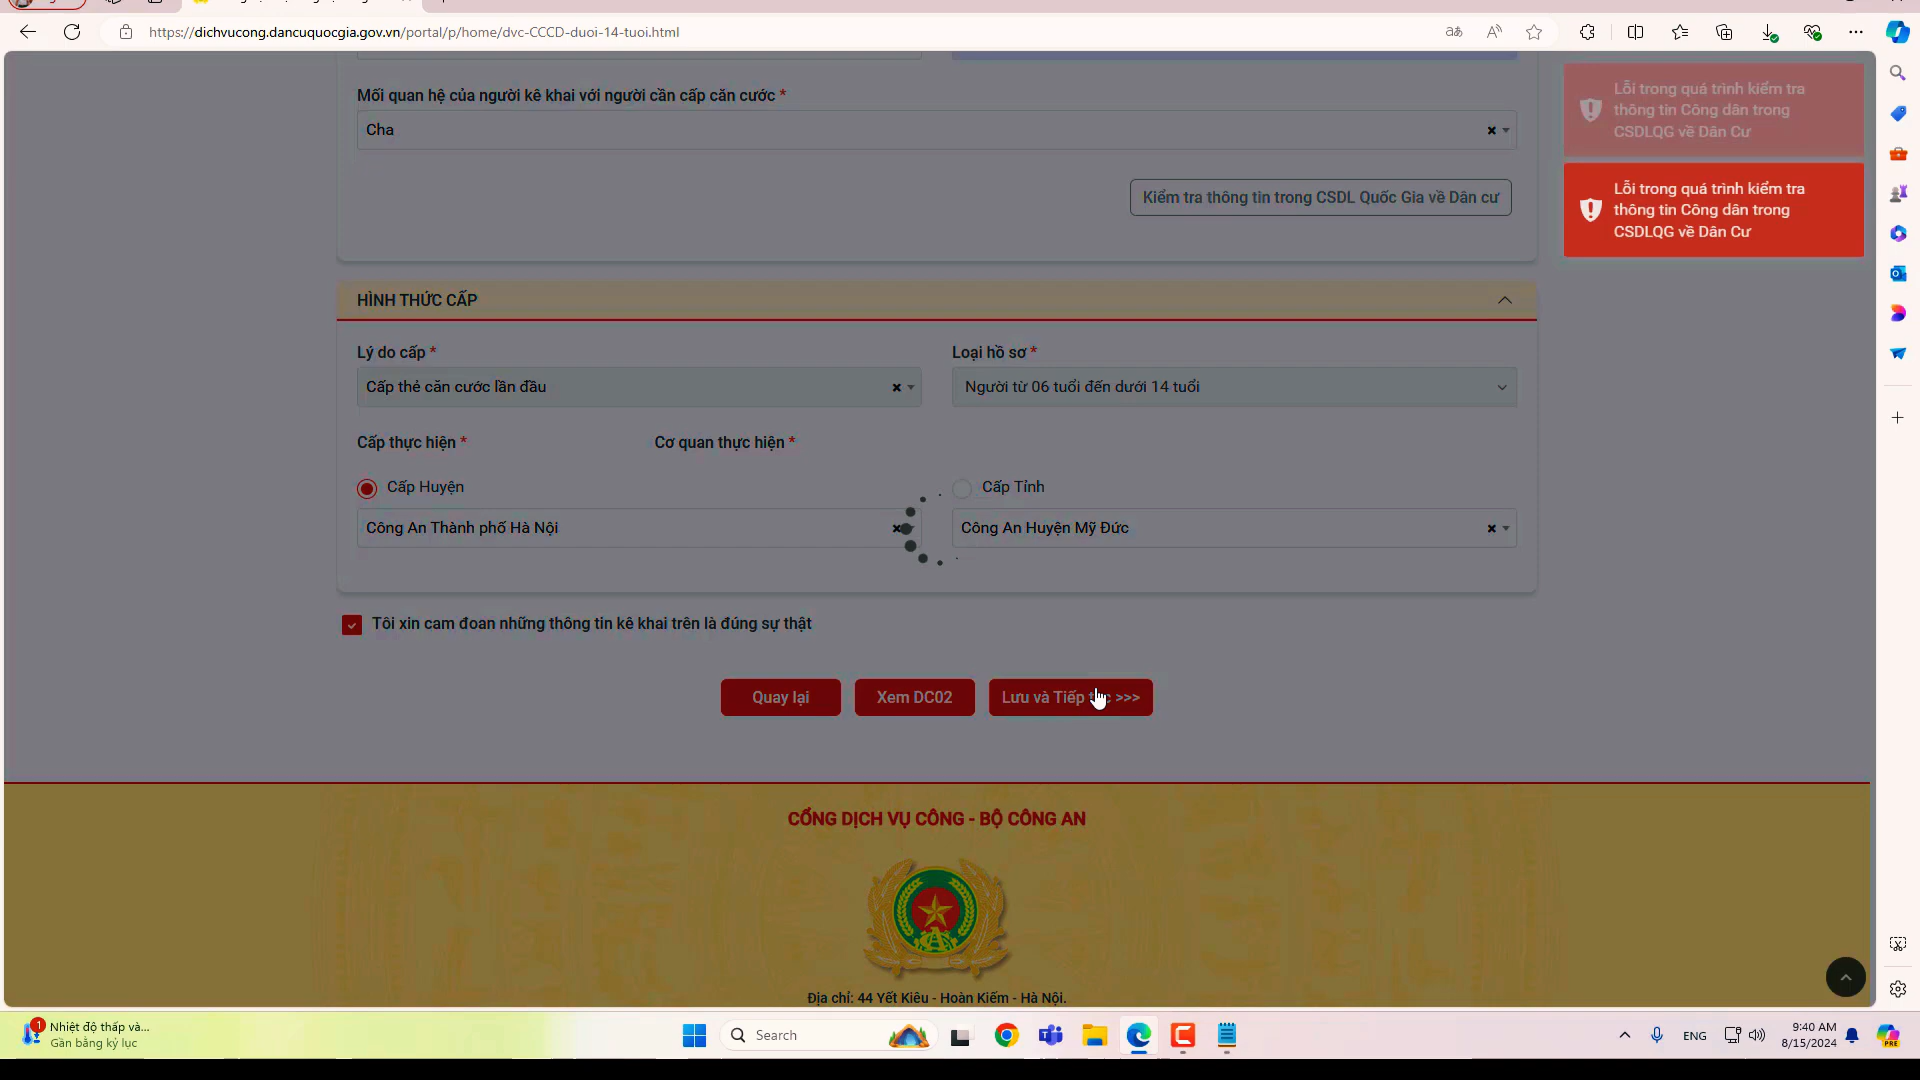 https://dichvucong.dancuquocgia.gov.vn/portal/p/home/dvc-CCCD-duoi-14-tuoi.html
Lỗi trong quá trình kiểm tra
thông tin Công dân trong
CSDLQG về Dân Cư
Lỗi trong quá trình kiểm tra
thông tin Công dân trong
CSDLQG về Dân Cư
Mối quan hệ của người kê khai với người cần cấp căn cước *
Cha
Kiểm tra thông tin trong CSDL Quốc Gia về Dân cư
HÌNH THỨC CẤP
Lý do cấp *
Loại hồ sơ *
Cấp thẻ căn cước lần đầu
Người từ 06 tuổi đến dưới 14 tuổi
Cấp thực hiện *
Cơ quan thực hiện *
Cấp Huyện
Cấp Tỉnh
Công An Thành phố Hà Nội
Công An Huyện Mỹ Đức
Tôi xin cam đoan những thông tin kê khai trên là đúng sự thật
Quay lại
Xem DC02
Lưu và Tiếp >>>
CỔNG DỊCH VỤ CÔNG - BỘ CÔNG AN
Địa chỉ: 44 Yết Kiêu - Hoàn Kiếm - Hà Nội.
1
Nhiệt độ thấp và...
Gần bằng kỷ lục
Search
ENG
9:40 AM
8/15/2024
PRE